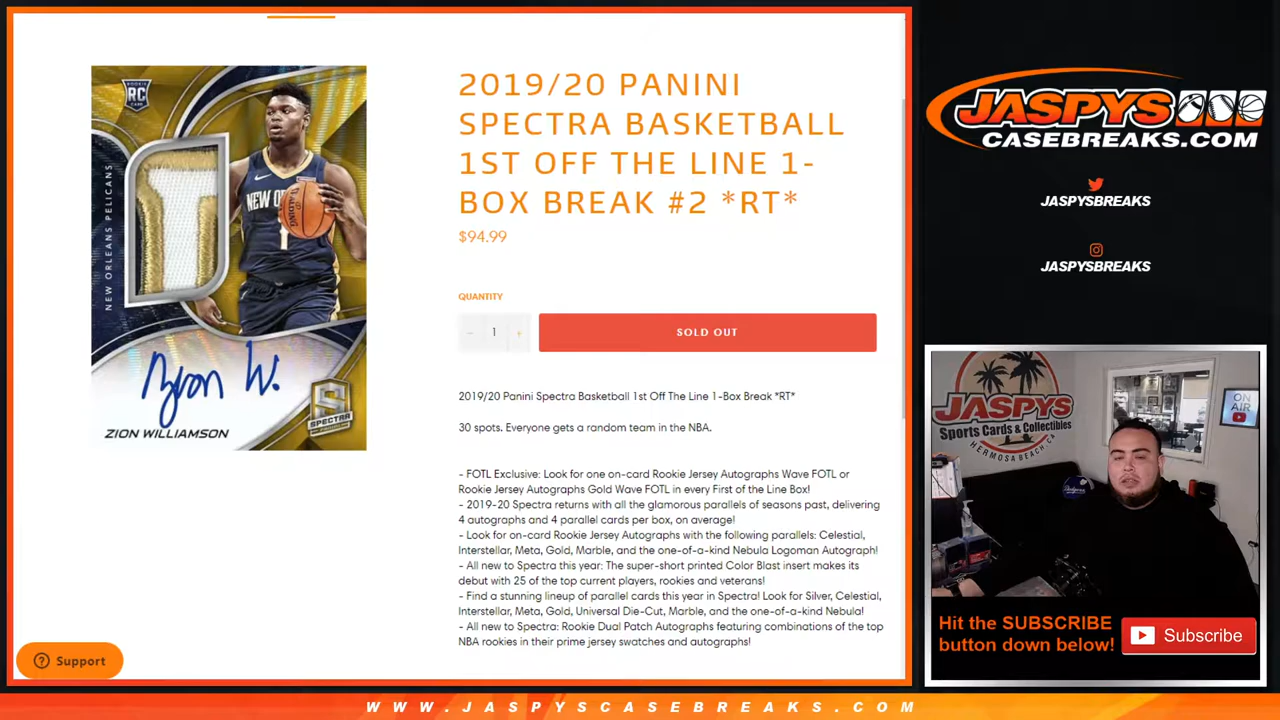 RC
NEW ORLEANS PELICANS
NEW O
1
SPALDING
Zion W.
SPECTRA
ZION WILLIAMSON
2019/20 PANINI
SPECTRA BASKETBALL
1ST OFF THE LINE 1-
BOX BREAK #2 *RT*
$94.99
QUANTITY
− 1 +
SOLD OUT
2019/20 Panini Spectra Basketball 1st Off The Line 1-Box Break *RT*
30 spots. Everyone gets a random team in the NBA.
- FOTL Exclusive: Look for one on-card Rookie Jersey Autographs Wave FOTL or
Rookie Jersey Autographs Gold Wave FOTL in every First of the Line Box!
- 2019-20 Spectra returns with all the glamorous parallels of seasons past, delivering
4 autographs and 4 parallel cards per box, on average!
- Look for on-card Rookie Jersey Autographs with the following parallels: Celestial,
Interstellar, Meta, Gold, Marble, and the one-of-a-kind Nebula Logoman Autograph!
- All new to Spectra this year: The super-short printed Color Blast insert makes its
debut with 25 of the top current players, rookies and veterans!
- Find a stunning lineup of parallel cards this year in Spectra! Look for Silver, Celestial,
Interstellar, Meta, Gold, Universal Die-Cut, Marble, and the one-of-a-kind Nebula!
- All new to Spectra: Rookie Dual Patch Autographs featuring combinations of the top
NBA rookies in their prime jersey swatches and autographs!
Support
JASPYS
CASEBREAKS.COM
JASPYSBREAKS
JASPYSBREAKS
JASPYS
Sports Cards & Collectibles
HERMOSA BEACH, CA
ON
AIR
Dodgers
Hit the SUBSCRIBE
button down below!
Subscribe
WWW.JASPYSCASEBREAKS.COM